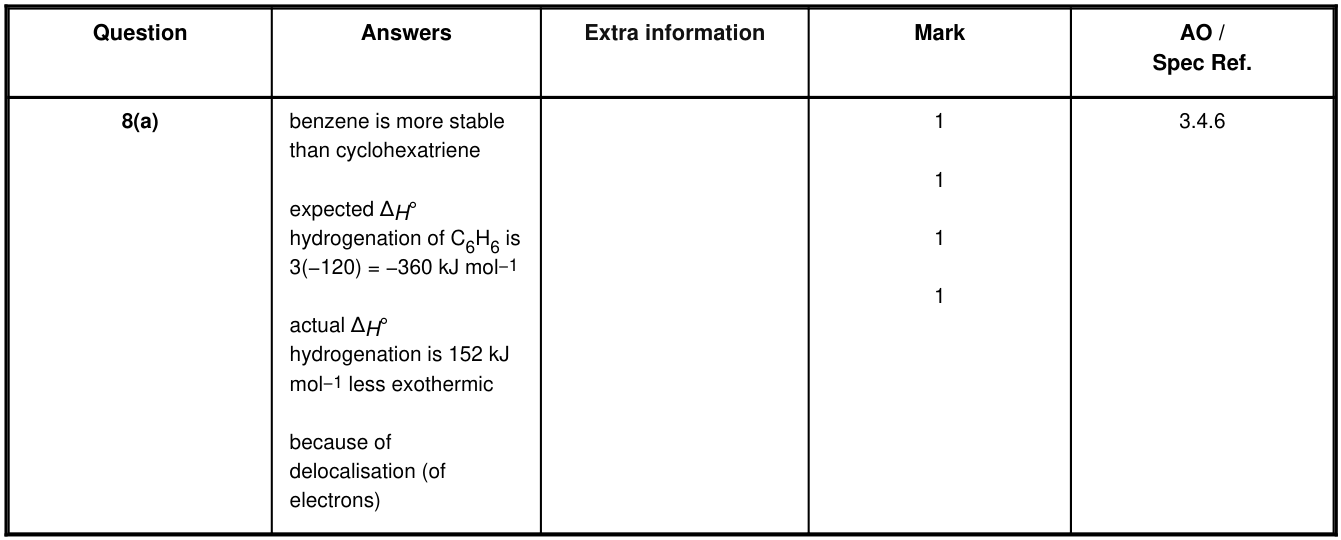 Question Answers Extra information Mark AO /
Spec Ref.
8(a) benzene is more stable 1 3.4.6
than cyclohexatriene
1
expected ΔH°
hydrogenation of C₆H₆ is 1
3(−120) = −360 kJ mol⁻¹
1
actual ΔH°
hydrogenation is 152 kJ
mol⁻¹ less exothermic
because of
delocalisation (of
electrons)